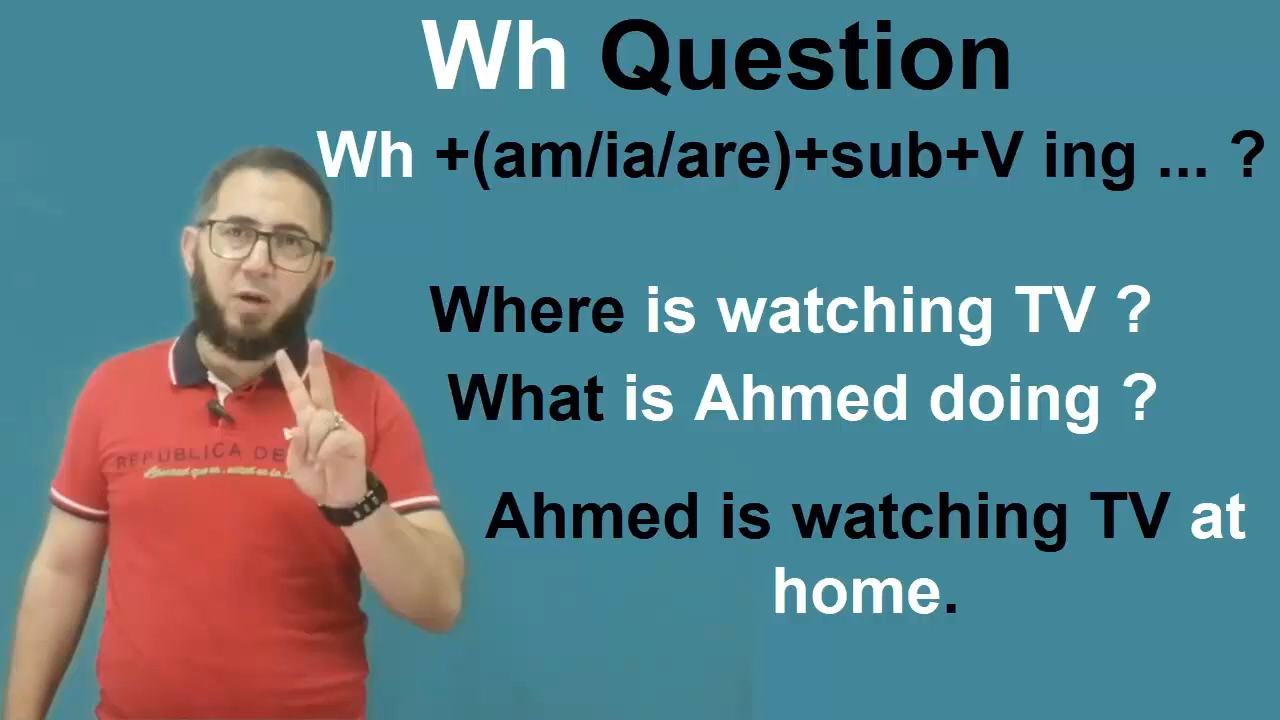 Wh Question
Wh +(am/ia/are)+sub+V ing ... ?
Where is watching TV ?
What is Ahmed doing ?
Ahmed is watching TV at
home.
REPÚBLICA DE